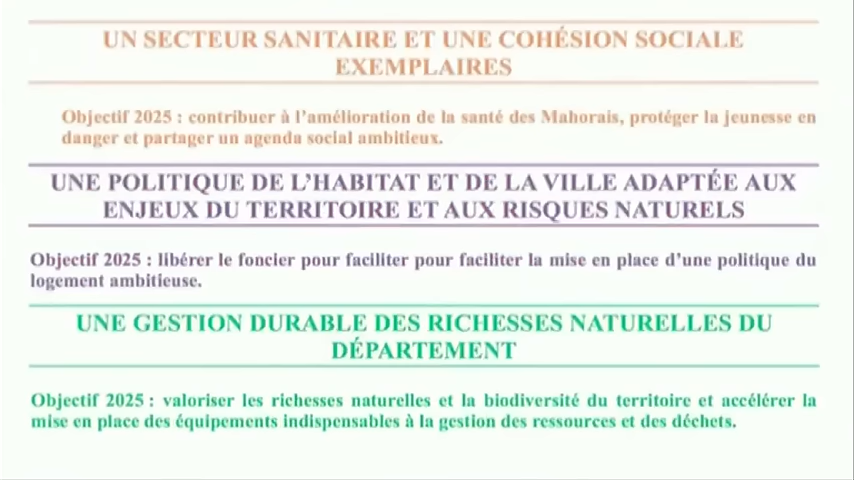 UN SECTEUR SANITAIRE ET UNE COHÉSION SOCIALE
EXEMPLAIRES
Objectif 2025 : contribuer à l'amélioration de la santé des Mahorais, protéger la jeunesse en
danger et partager un agenda social ambitieux.
UNE POLITIQUE DE L'HABITAT ET DE LA VILLE ADAPTÉE AUX
ENJEUX DU TERRITOIRE ET AUX RISQUES NATURELS
Objectif 2025 : libérer le foncier pour faciliter pour faciliter la mise en place d'une politique du
logement ambitieuse.
UNE GESTION DURABLE DES RICHESSES NATURELLES DU
DÉPARTEMENT
Objectif 2025 : valoriser les richesses naturelles et la biodiversité du territoire et accélérer la
mise en place des équipements indispensables à la gestion des ressources et des déchets.